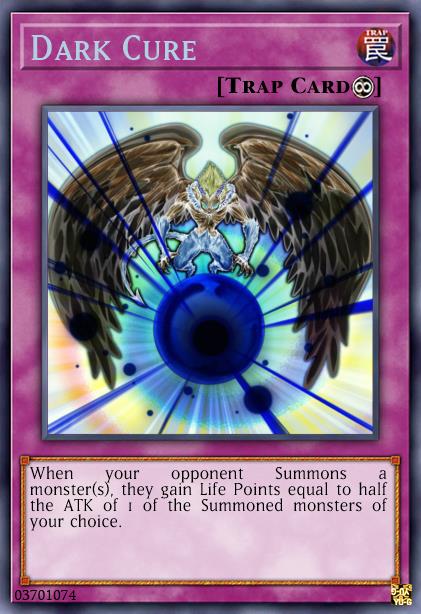 DARK CURE
TRAP
罠
[TRAP CARD♾]
When your opponent Summons a
monster(s), they gain Life Points equal to half
the ATK of 1 of the Summoned monsters of
your choice.
03701074